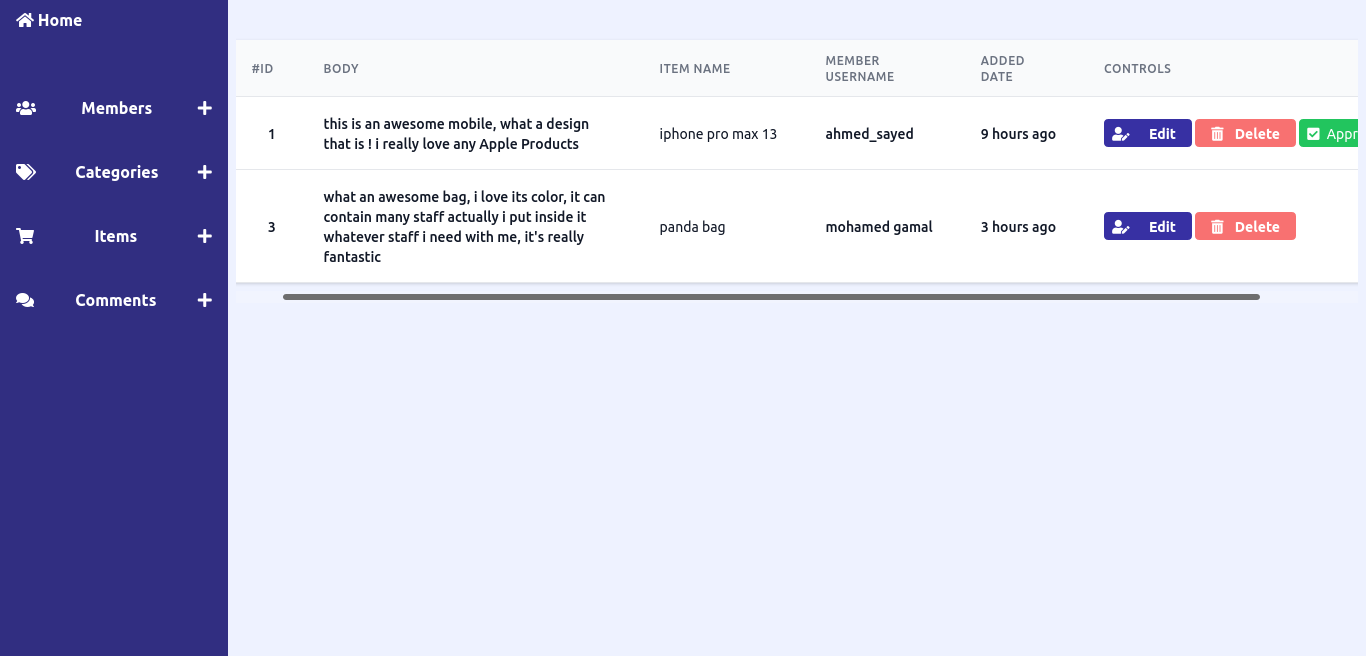 Home
Members
Categories
Items
Comments
#ID BODY ITEM NAME MEMBER USERNAME ADDED DATE CONTROLS
1 this is an awesome mobile, what a design iphone pro max 13 ahmed_sayed 9 hours ago Edit Delete Appr
that is ! i really love any Apple Products
3 what an awesome bag, i love its color, it can panda bag mohamed gamal 3 hours ago Edit Delete
contain many staff actually i put inside it
whatever staff i need with me, it's really
fantastic